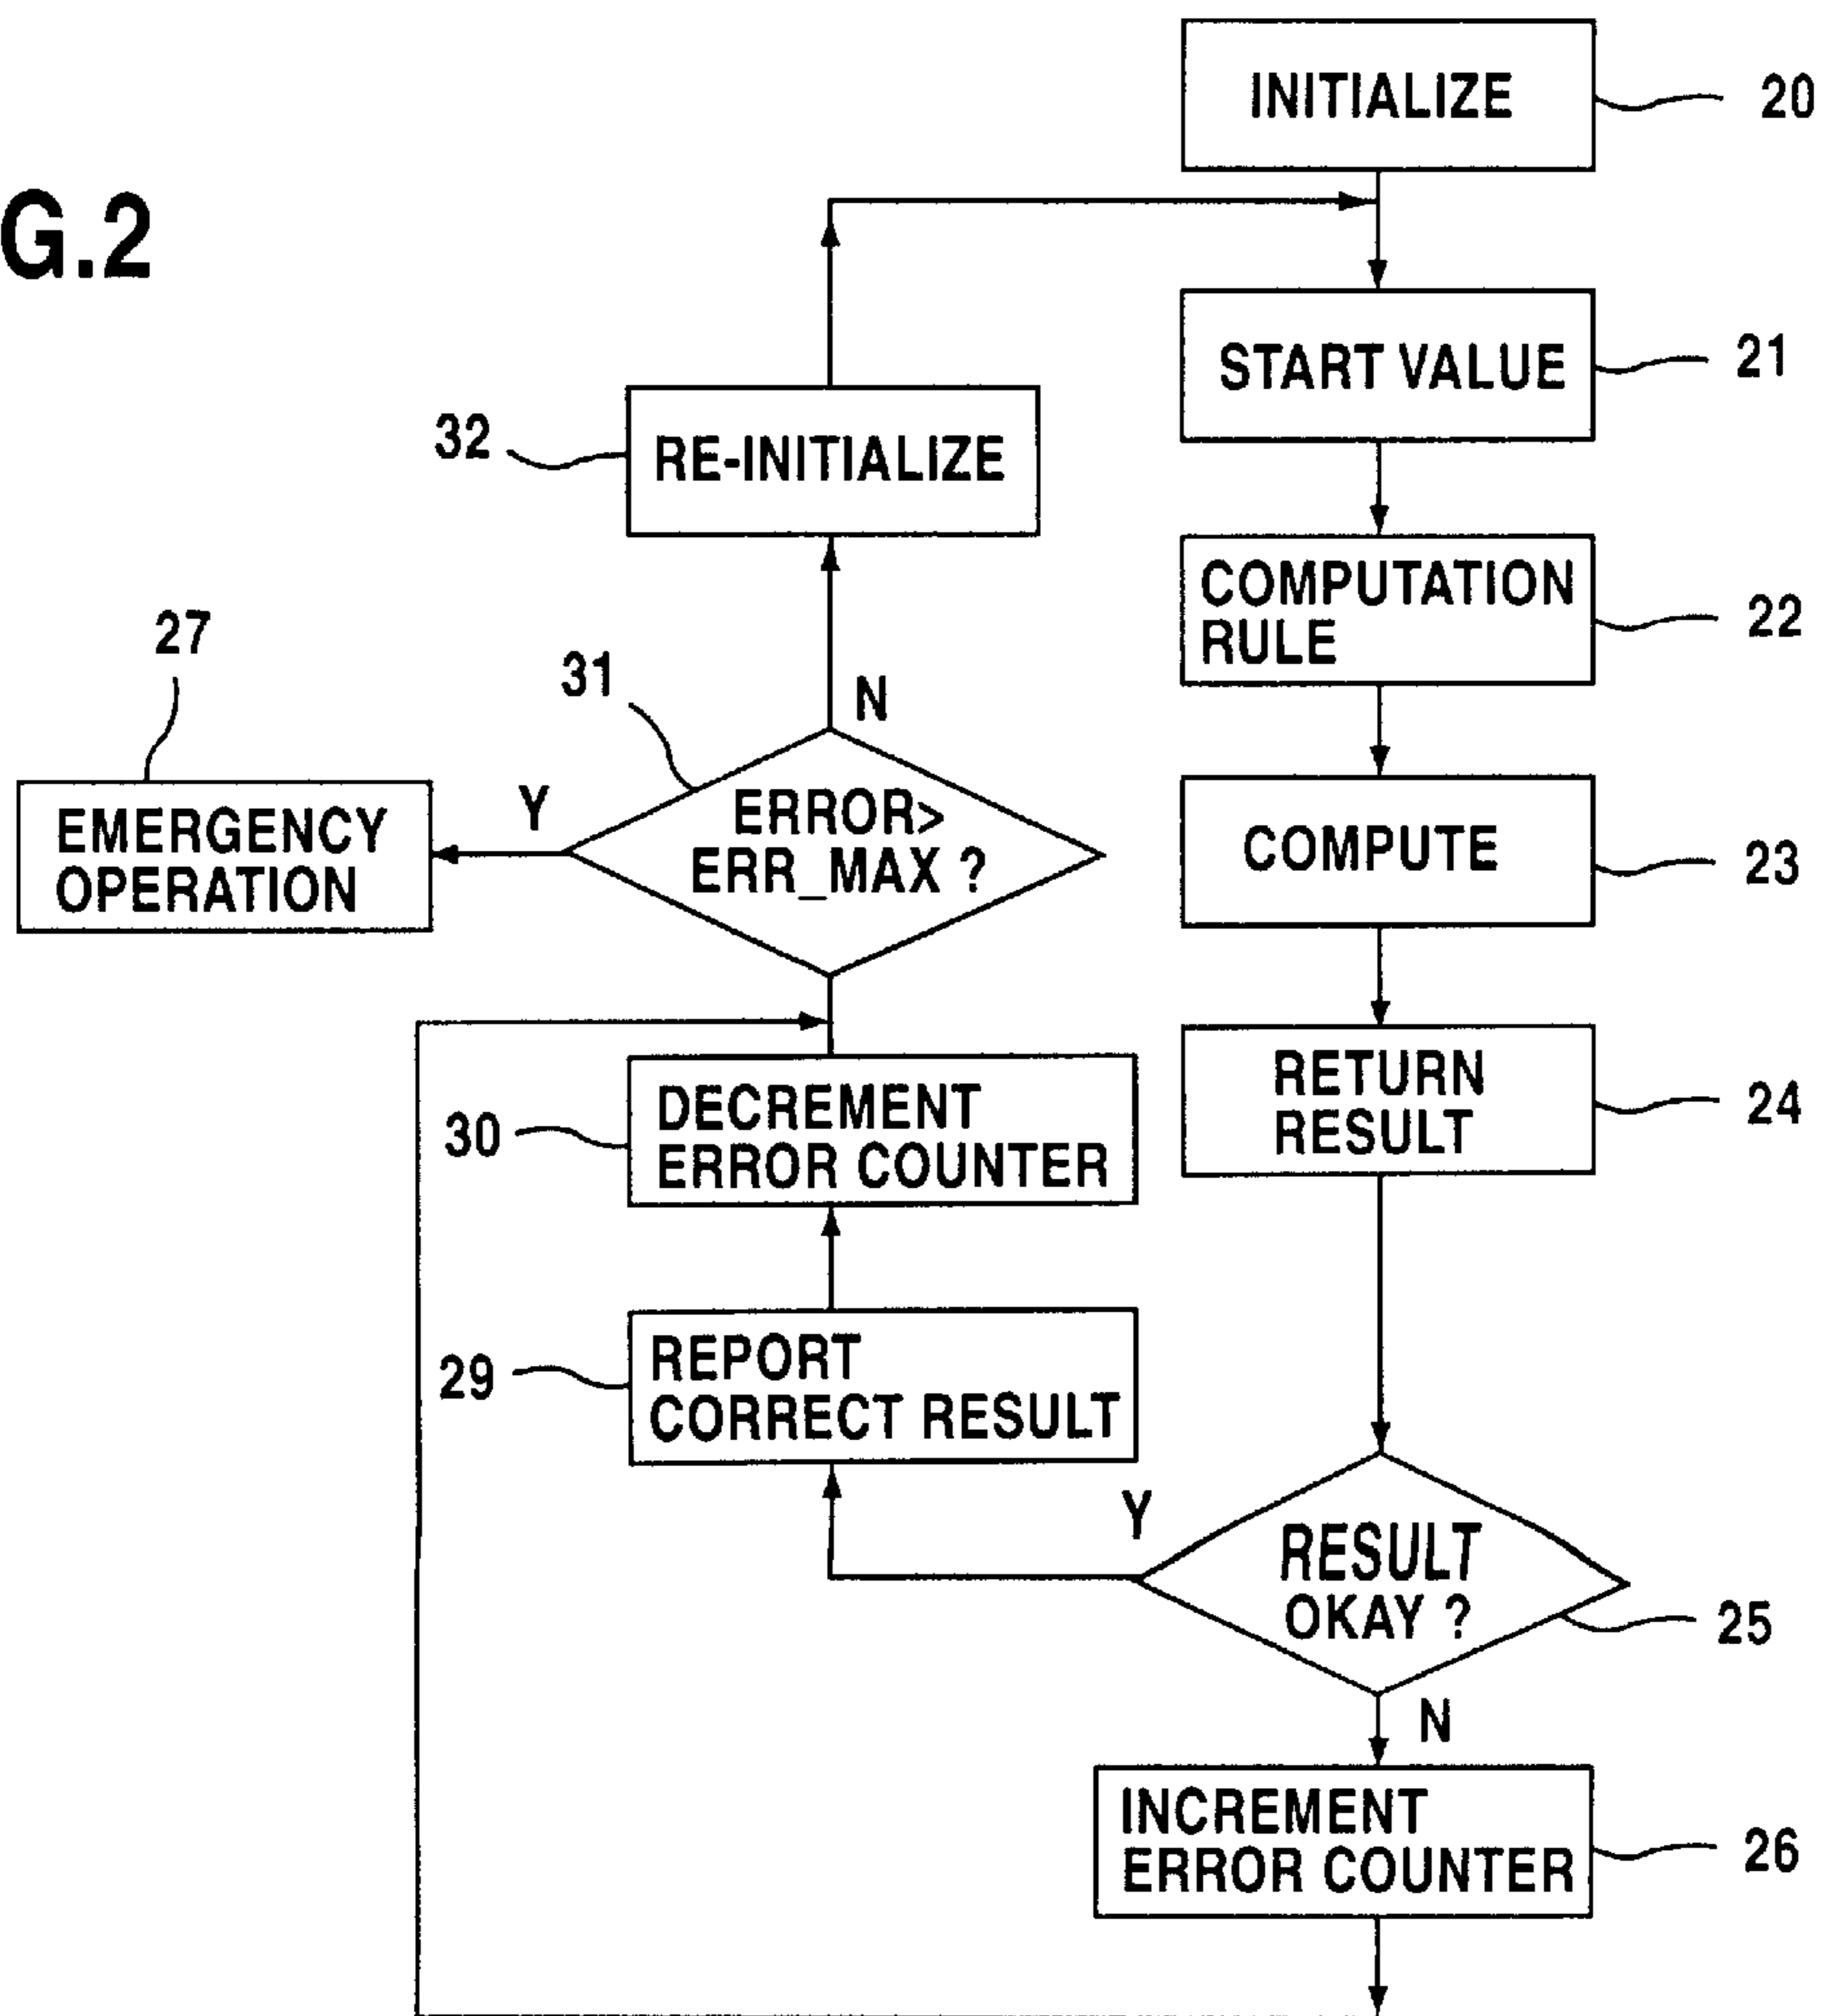 G.2
INITIALIZE
20
START VALUE
21
32
RE-INITIALIZE
COMPUTATION
RULE
22
27
31
N
Y
EMERGENCY
OPERATION
ERROR>
ERR_MAX ?
COMPUTE
23
RETURN
RESULT
24
30
DECREMENT
ERROR COUNTER
29
REPORT
CORRECT RESULT
Y
RESULT
OKAY ?
25
N
INCREMENT
ERROR COUNTER
26